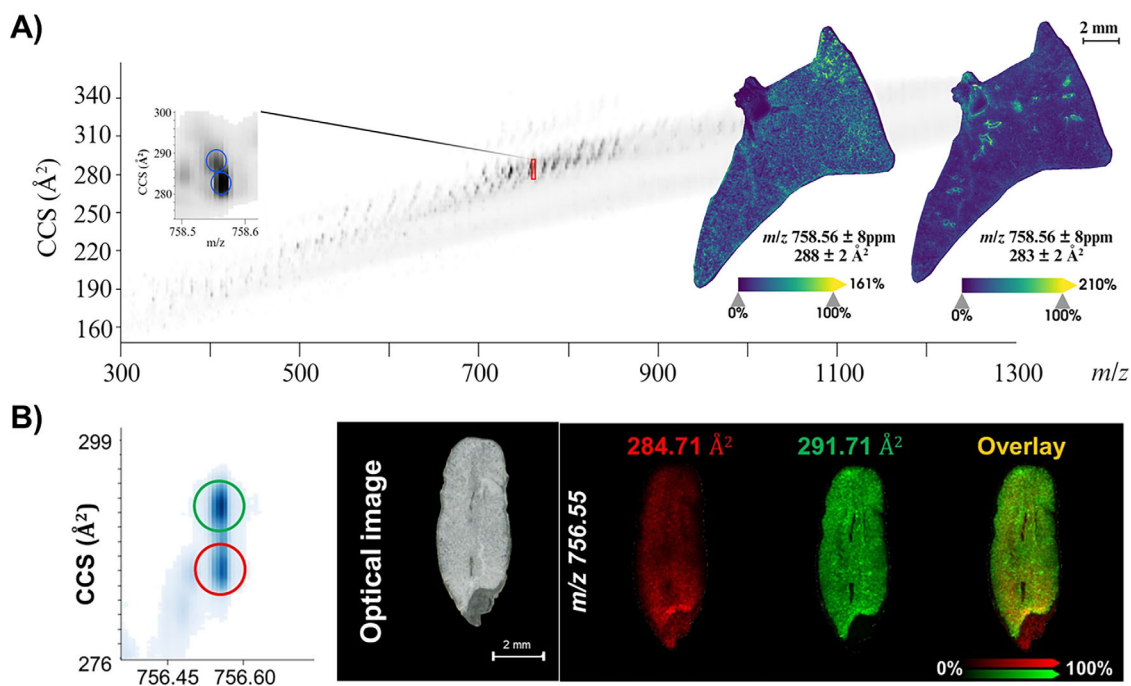 A)
2 mm
CCS (Å²)
340
310
280
250
220
190
160
300
290
280
CCS (Å²)
758.5
758.6
m/z
m/z 758.56 ± 8ppm
288 ± 2 Å²
161%
0%
100%
m/z 758.56 ± 8ppm
283 ± 2 Å²
210%
0%
100%
300
500
700
900
1100
1300
m/z
B)
299
CCS (Å²)
276
756.45
756.60
Optical image
2 mm
m/z 756.55
284.71 Å²
291.71 Å²
Overlay
0%
100%